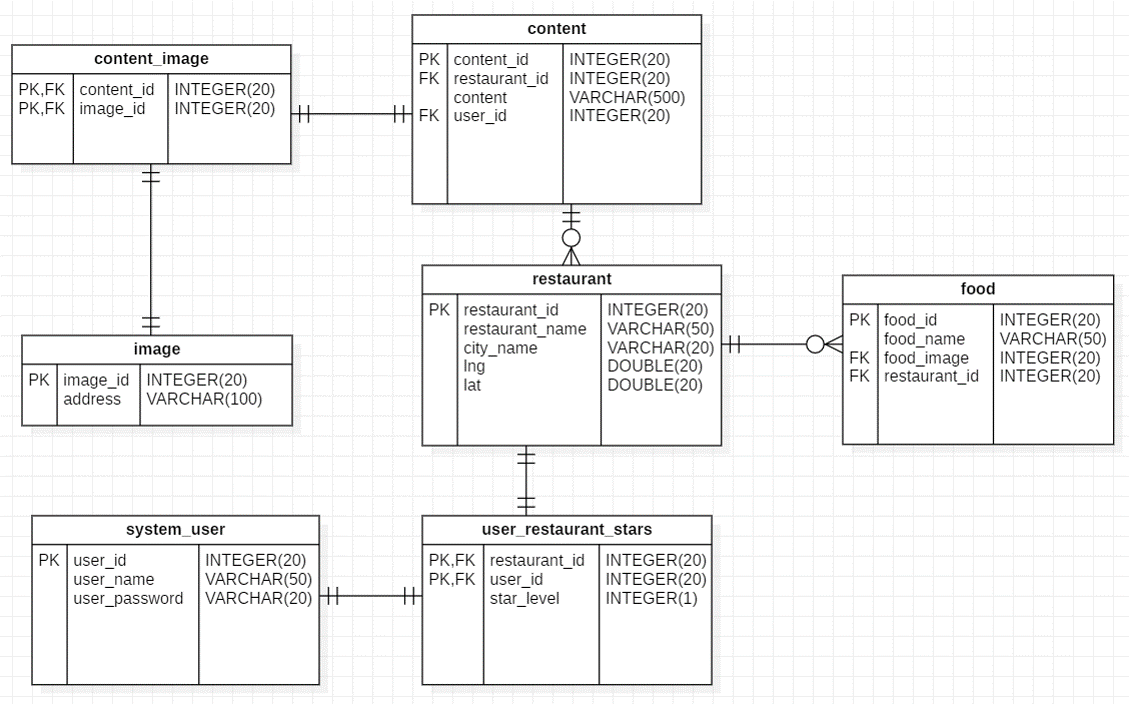 content
PK content_id INTEGER(20)
FK restaurant_id INTEGER(20)
content VARCHAR(500)
FK user_id INTEGER(20)
content_image
PK,FK content_id INTEGER(20)
PK,FK image_id INTEGER(20)
restaurant
PK restaurant_id INTEGER(20)
restaurant_name VARCHAR(50)
city_name VARCHAR(20)
lng DOUBLE(20)
lat DOUBLE(20)
food
PK food_id INTEGER(20)
food_name VARCHAR(50)
FK food_image INTEGER(20)
FK restaurant_id INTEGER(20)
image
PK image_id INTEGER(20)
address VARCHAR(100)
system_user
PK user_id INTEGER(20)
user_name VARCHAR(50)
user_password VARCHAR(20)
user_restaurant_stars
PK,FK restaurant_id INTEGER(20)
PK,FK user_id INTEGER(20)
star_level INTEGER(1)